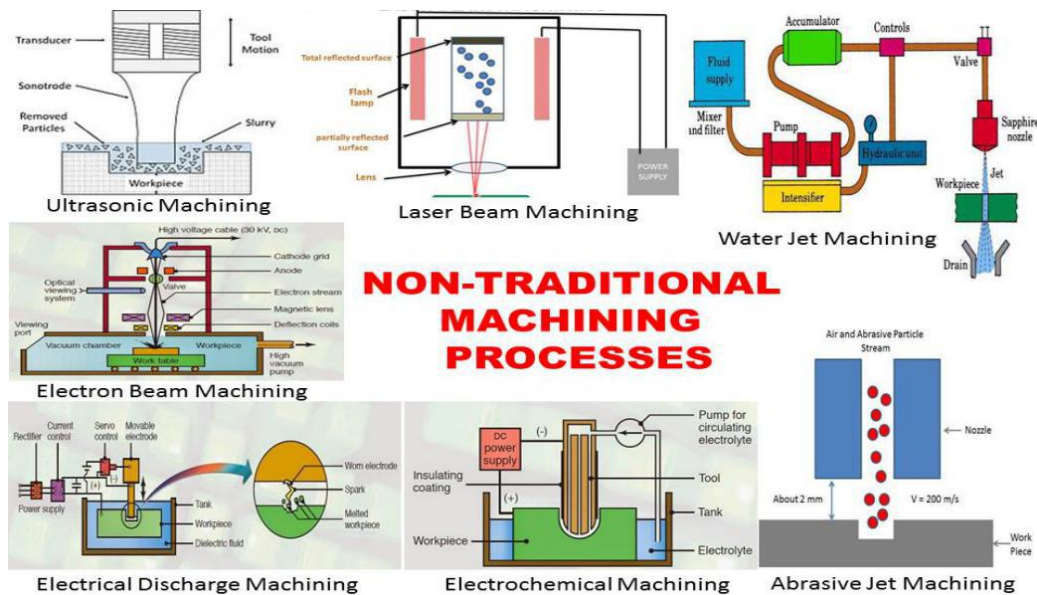 Transducer
Tool
Motion
Sonotrode
Removed
Particles
Slurry
Workpiece
Ultrasonic Machining
Total reflected surface
Flash
lamp
partially reflected
surface
Lens
POWER
SUPPLY
Laser Beam Machining
Accumulator
Controls
Fluid
supply
Valve
Mixer
and filter
Pump
Sapphire
nozzle
Hydraulic unit
Jet
Intensifier
Workpiece
Drain
Water Jet Machining
High voltage cable (30 kV, DC)
Cathode grid
Anode
Valve
Optical
viewing
system
Electron stream
Magnetic lens
Deflection coils
Viewing
port
Vacuum chamber
Workpiece
Work table
High
vacuum
pump
Electron Beam Machining
NON-TRADITIONAL
MACHINING
PROCESSES
Air and Abrasive Particle
Stream
Nozzle
About 2 mm
V = 200 m/s
Work
Piece
Abrasive Jet Machining
Rectifier
Current
control
Servo
control
Movable
electrode
(-)
(+)
Power supply
Tank
Workpiece
Dielectric fluid
Worn electrode
Spark
Melted
workpiece
Electrical Discharge Machining
DC
power
supply
(-)
(+)
Pump for
circulating
electrolyte
Insulating
coating
Tool
Tank
Workpiece
Electrolyte
Electrochemical Machining